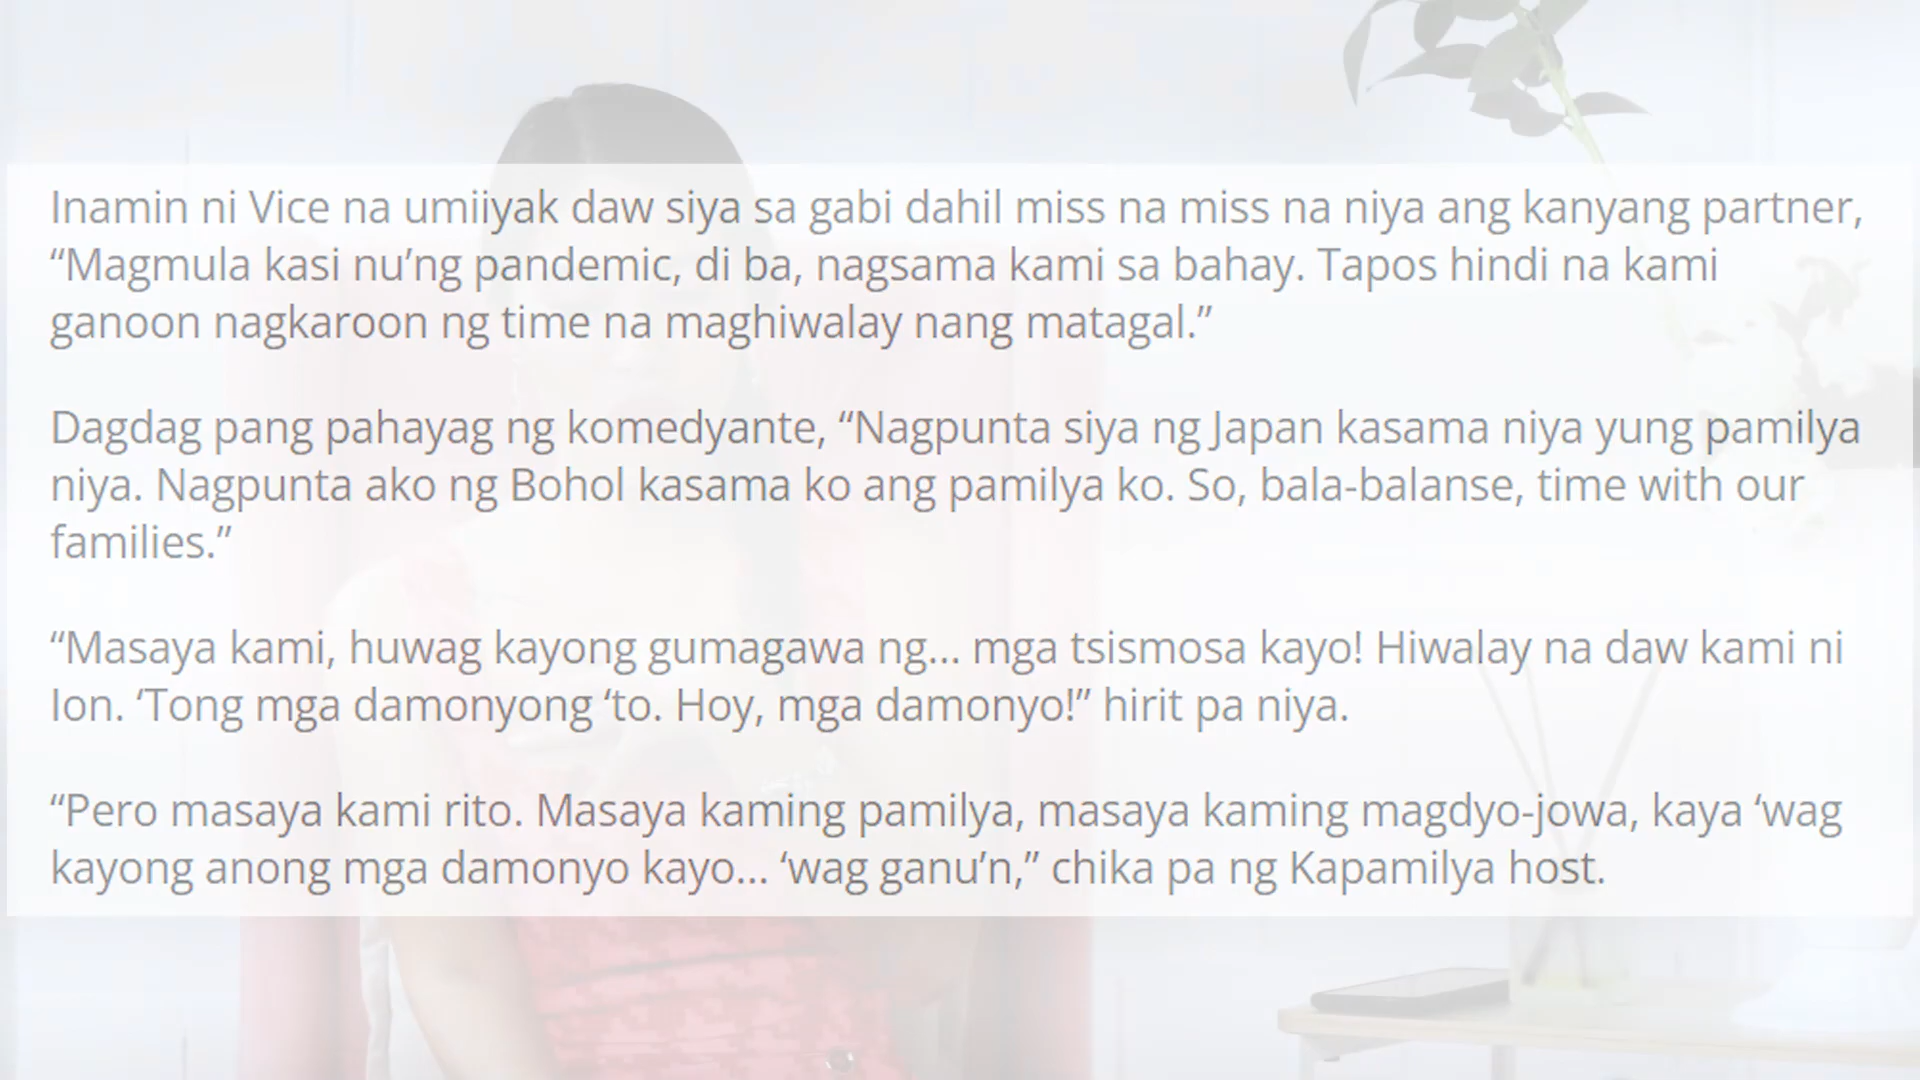 Inamin ni Vice na umiiyak daw siya sa gabi dahil miss na miss na niya ang kanyang partner,
“Magmula kasi nu’ng pandemic, di ba, nagsama kami sa bahay. Tapos hindi na kami
ganoon nagkaroon ng time na maghiwalay nang matagal.”
Dagdag pang pahayag ng komedyante, “Nagpunta siya ng Japan kasama niya yung pamilya
niya. Nagpunta ako ng Bohol kasama ko ang pamilya ko. So, bala-balanse, time with our
families.”
“Masaya kami, huwag kayong gumagawa ng… mga tsismosa kayo! Hiwalay na daw kami ni
Ion. ‘Tong mga damonyong ‘to. Hoy, mga damonyo!” hirit pa niya.
“Pero masaya kami rito. Masaya kaming pamilya, masaya kaming magdyo-jowa, kaya ‘wag
kayong anong mga damonyo kayo… ‘wag ganu’n,” chika pa ng Kapamilya host.